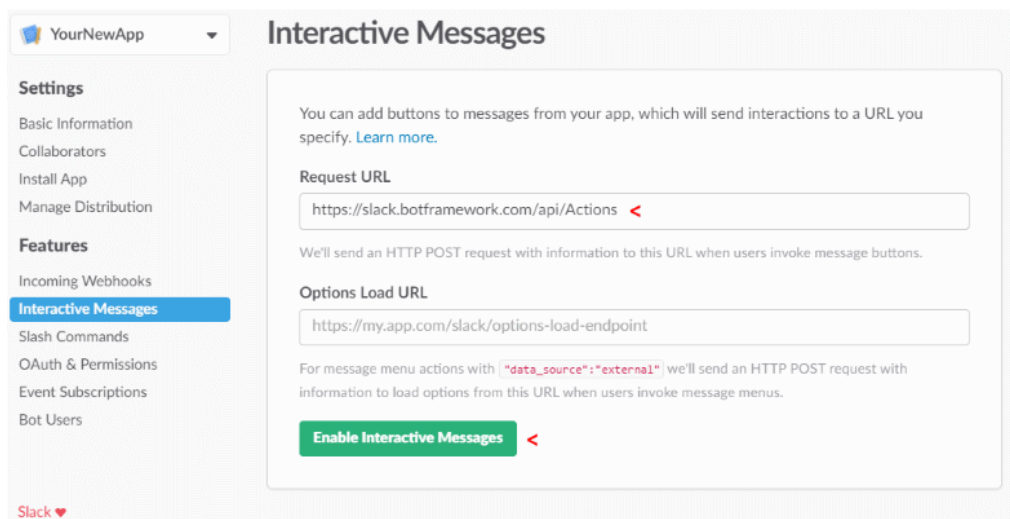 YourNewApp
Interactive Messages
Settings
Basic Information
Collaborators
Install App
Manage Distribution
Features
Incoming Webhooks
Interactive Messages
Slash Commands
OAuth & Permissions
Event Subscriptions
Bot Users
Slack ♥
You can add buttons to messages from your app, which will send interactions to a URL you
specify. Learn more.
Request URL
https://slack.botframework.com/api/Actions <
We'll send an HTTP POST request with information to this URL when users invoke message buttons.
Options Load URL
https://my.app.com/slack/options-load-endpoint
For message menu actions with "data_source":"external" we'll send an HTTP POST request with
information to load options from this URL when users invoke message menus.
Enable Interactive Messages <